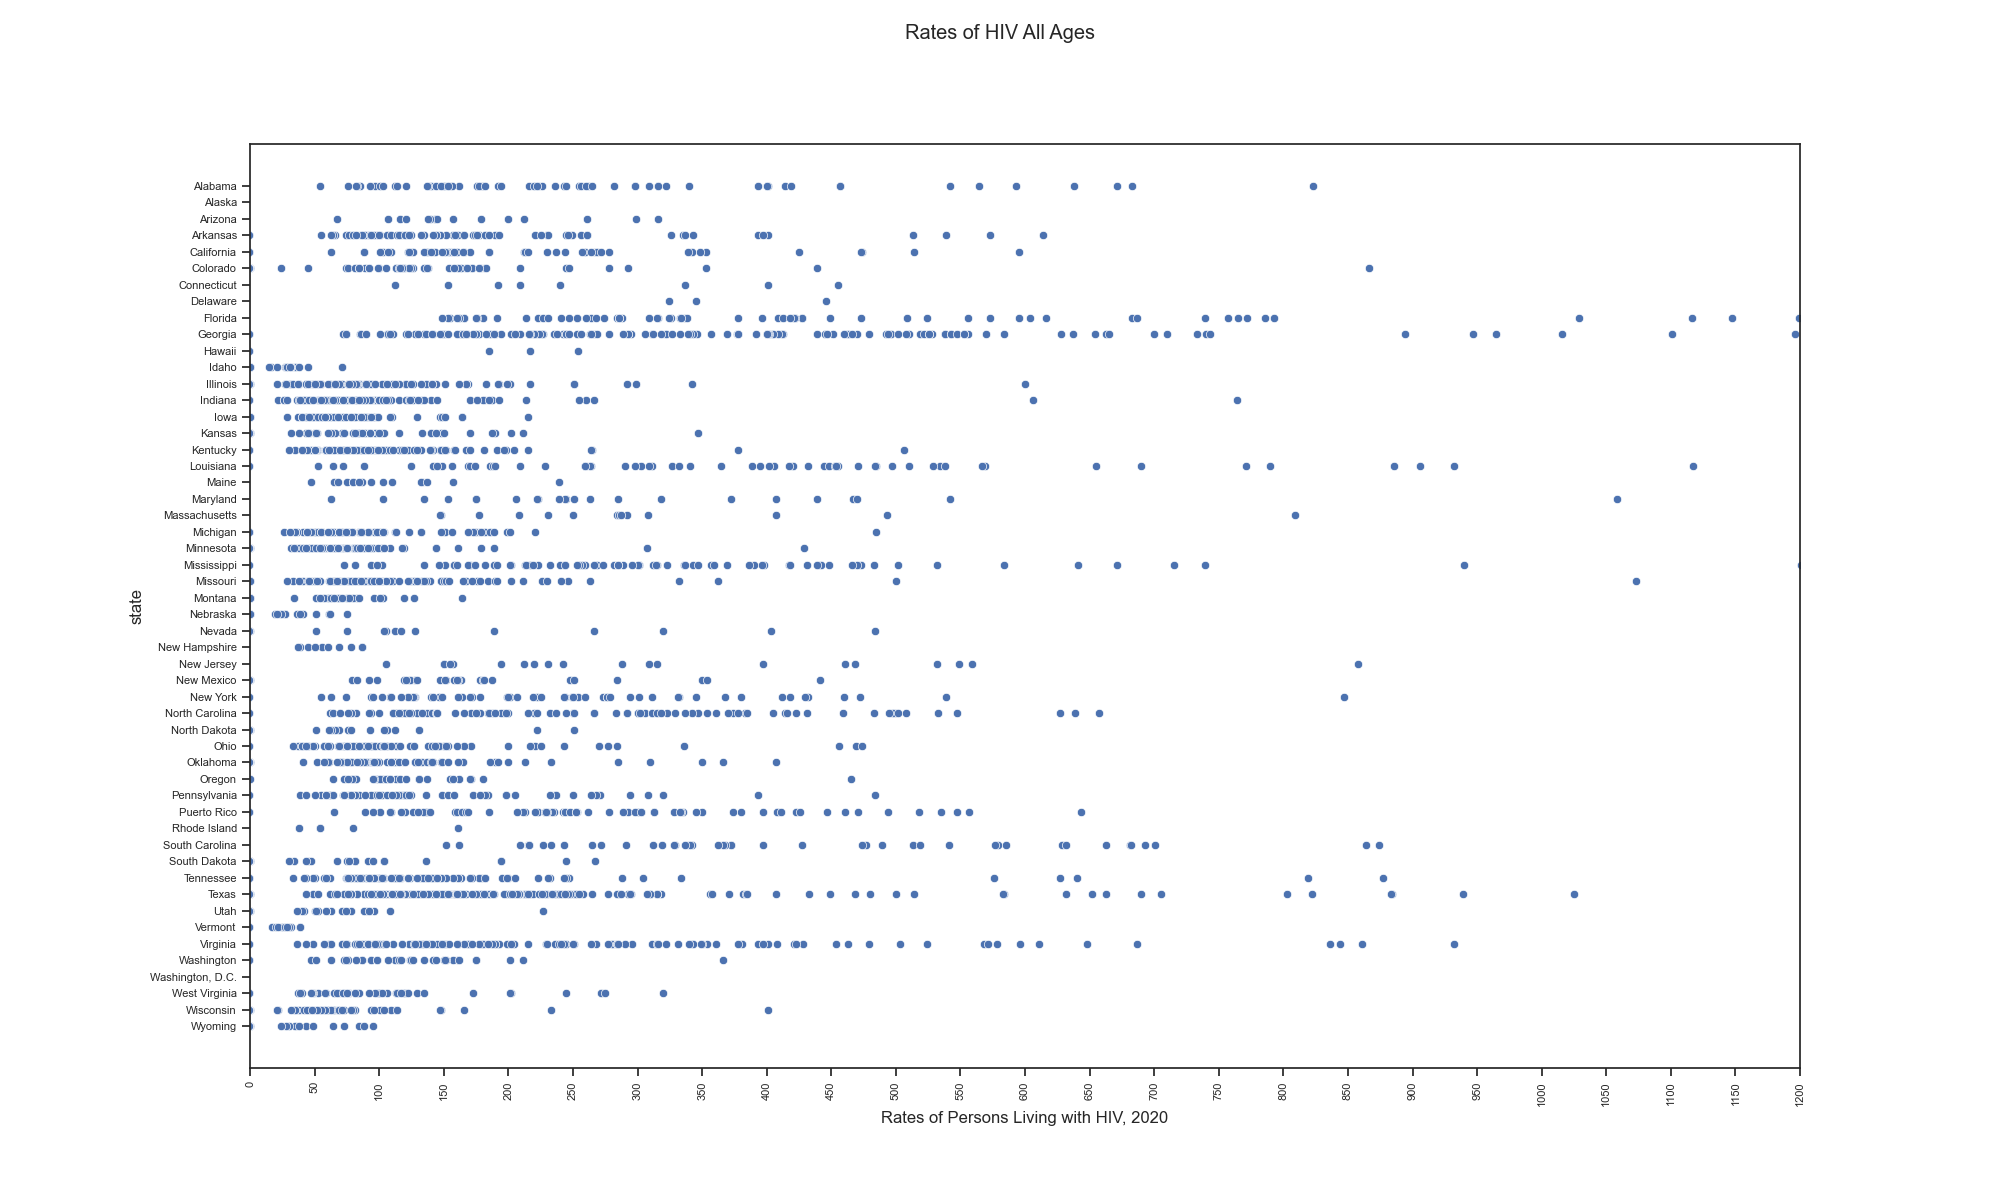 Rates of HIV All Ages
Alabama
Alaska
Arizona
Arkansas
California
Colorado
Connecticut
Delaware
Florida
Georgia
Hawaii
Idaho
Illinois
Indiana
Iowa
Kansas
Kentucky
Louisiana
Maine
Maryland
Massachusetts
Michigan
Minnesota
Mississippi
Missouri
Montana
Nebraska
Nevada
New Hampshire
New Jersey
New Mexico
New York
North Carolina
North Dakota
Ohio
Oklahoma
Oregon
Pennsylvania
Puerto Rico
Rhode Island
South Carolina
South Dakota
Tennessee
Texas
Utah
Vermont
Virginia
Washington
Washington, D.C.
West Virginia
Wisconsin
Wyoming
state
0 50 100 150 200 250 300 350 400 450 500 550 600 650 700 750 800 850 900 950 1000 1050 1100 1150 1200
Rates of Persons Living with HIV, 2020